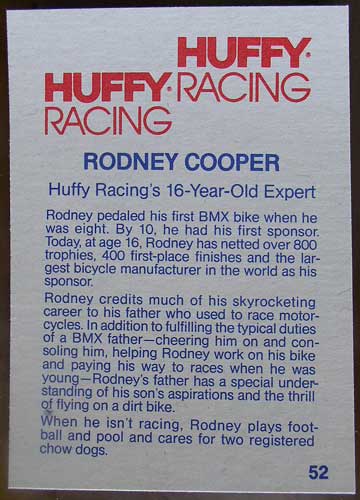 HUFFY
RACING
HUFFY
RACING
RODNEY COOPER
Huffy Racing's 16-Year-Old Expert
Rodney pedaled his first BMX bike when he
was eight. By 10, he had his first sponsor.
Today, at age 16, Rodney has netted over 800
trophies, 400 first-place finishes and the lar-
gest bicycle manufacturer in the world as his
sponsor.
Rodney credits much of his skyrocketing
career to his father who used to race motor-
cycles. In addition to fulfilling the typical duties
of a BMX father—cheering him on and con-
soling him, helping Rodney work on his bike
and paying his way to races when he was
young—Rodney's father has a special under-
standing of his son's aspirations and the thrill
of flying on a dirt bike.
When he isn't racing, Rodney plays foot-
ball and pool and cares for two registered
chow dogs.
52